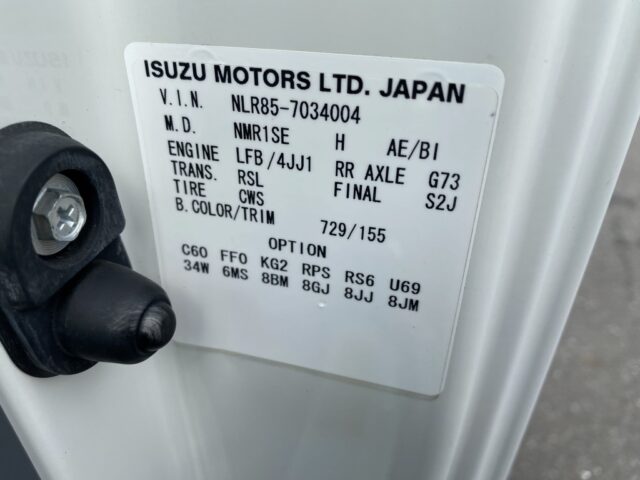 ISUZU MOTORS LTD. JAPAN
V.I.N. NLR85-7034004
M.D. NMR1SE H AE/BI
ENGINE LFB/4JJ1 RR AXLE G73
TRANS. RSL FINAL S2J
TIRE CWS
B.COLOR/TRIM 729/155
OPTION
C60 FF0 KG2 RPS RS6 U69
34W 6MS 8BM 8GJ 8JJ 8JM